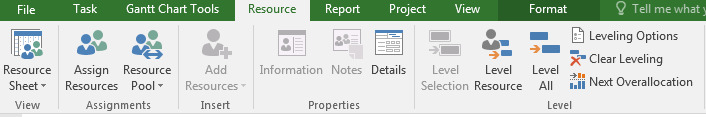 File Task Gantt Chart Tools Resource Report Project View Format Tell me what y
Resource Sheet
Assign Resources
Resource Pool
Add Resources
Information
Notes
Details
Level Selection
Level Resource
Level All
Leveling Options
Clear Leveling
Next Overallocation
View Assignments Insert Properties Level